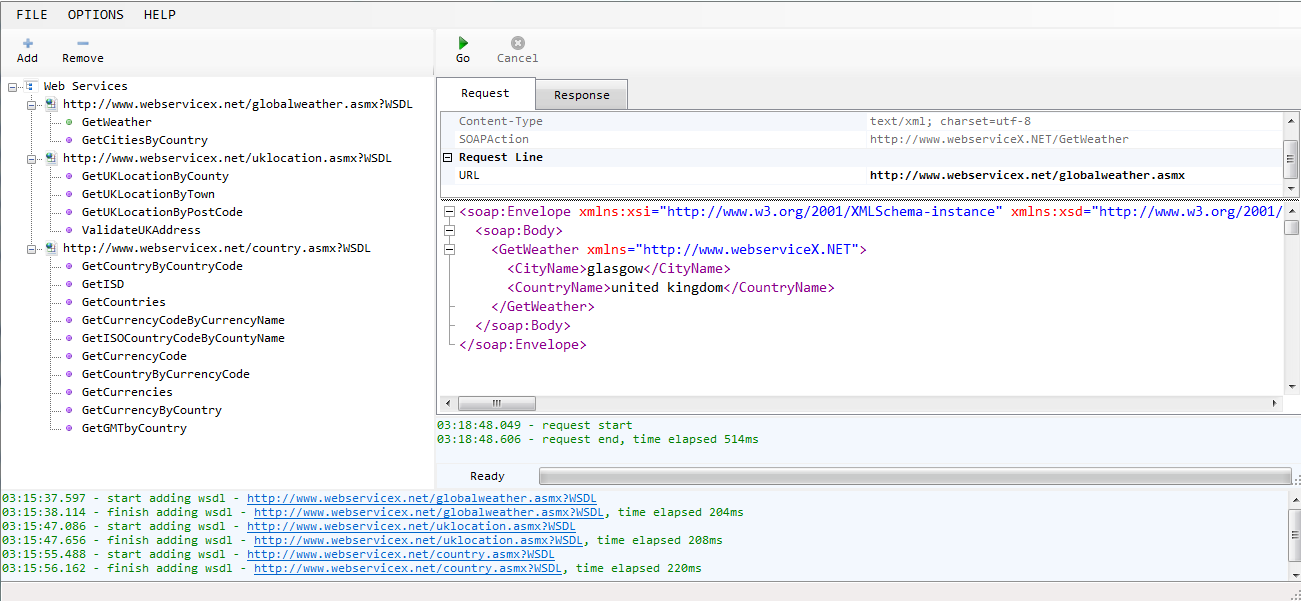 FILE OPTIONS HELP
Add Remove
Go Cancel
Web Services
http://www.webservicex.net/globalweather.asmx?WSDL
GetWeather
GetCitiesByCountry
http://www.webservicex.net/uklocation.asmx?WSDL
GetUKLocationByCounty
GetUKLocationByTown
GetUKLocationByPostCode
ValidateUKAddress
http://www.webservicex.net/country.asmx?WSDL
GetCountryByCountryCode
GetISD
GetCountries
GetCurrencyCodeByCurrencyName
GetISOCountryCodeByCountyName
GetCurrencyCode
GetCountryByCurrencyCode
GetCurrencies
GetCurrencyByCountry
GetGMTbyCountry
Request Response
Content-Type text/xml; charset=utf-8
SOAPAction http://www.webserviceX.NET/GetWeather
Request Line
URL http://www.webservicex.net/globalweather.asmx
<soap:Envelope xmlns:xsi="http://www.w3.org/2001/XMLSchema-instance" xmlns:xsd="http://www.w3.org/2001/
<soap:Body>
<GetWeather xmlns="http://www.webserviceX.NET">
<CityName>glasgow</CityName>
<CountryName>united kingdom</CountryName>
</GetWeather>
</soap:Body>
</soap:Envelope>
03:18:48.049 - request start
03:18:48.606 - request end, time elapsed 514ms
Ready
03:15:37.597 - start adding wsdl - http://www.webservicex.net/globalweather.asmx?WSDL
03:15:38.114 - finish adding wsdl - http://www.webservicex.net/globalweather.asmx?WSDL, time elapsed 204ms
03:15:47.086 - start adding wsdl - http://www.webservicex.net/uklocation.asmx?WSDL
03:15:47.656 - finish adding wsdl - http://www.webservicex.net/uklocation.asmx?WSDL, time elapsed 208ms
03:15:55.488 - start adding wsdl - http://www.webservicex.net/country.asmx?WSDL
03:15:56.162 - finish adding wsdl - http://www.webservicex.net/country.asmx?WSDL, time elapsed 220ms